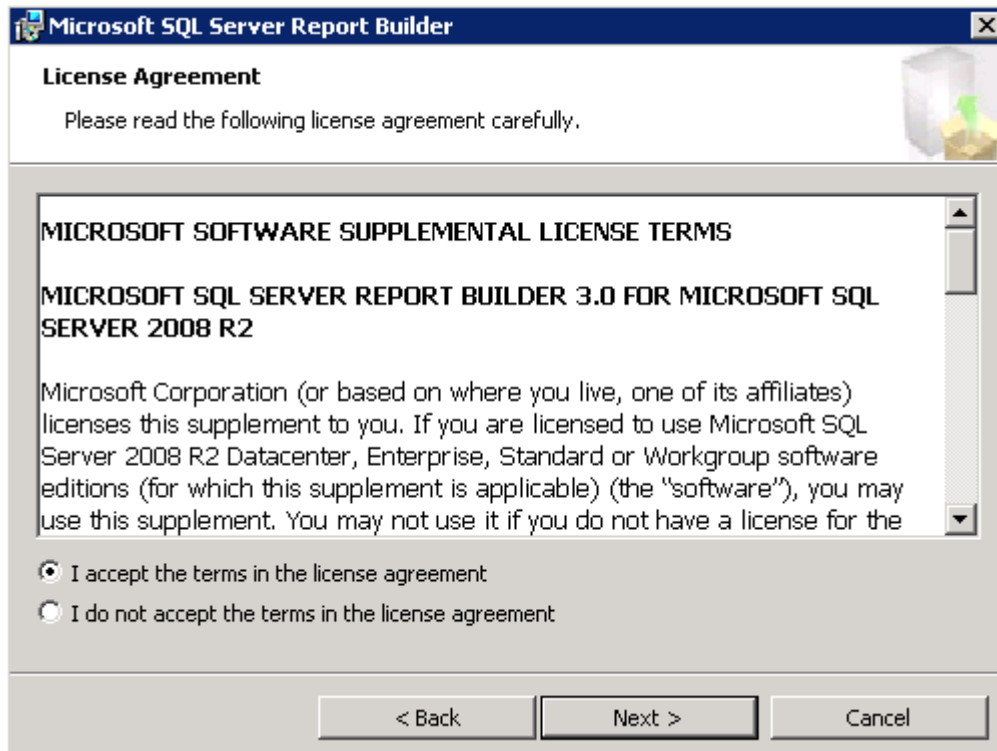 Microsoft SQL Server Report Builder
License Agreement
Please read the following license agreement carefully.
MICROSOFT SOFTWARE SUPPLEMENTAL LICENSE TERMS
MICROSOFT SQL SERVER REPORT BUILDER 3.0 FOR MICROSOFT SQL
SERVER 2008 R2
Microsoft Corporation (or based on where you live, one of its affiliates)
licenses this supplement to you. If you are licensed to use Microsoft SQL
Server 2008 R2 Datacenter, Enterprise, Standard or Workgroup software
editions (for which this supplement is applicable) (the "software"), you may
use this supplement. You may not use it if you do not have a license for the
I accept the terms in the license agreement
I do not accept the terms in the license agreement
< Back Next > Cancel